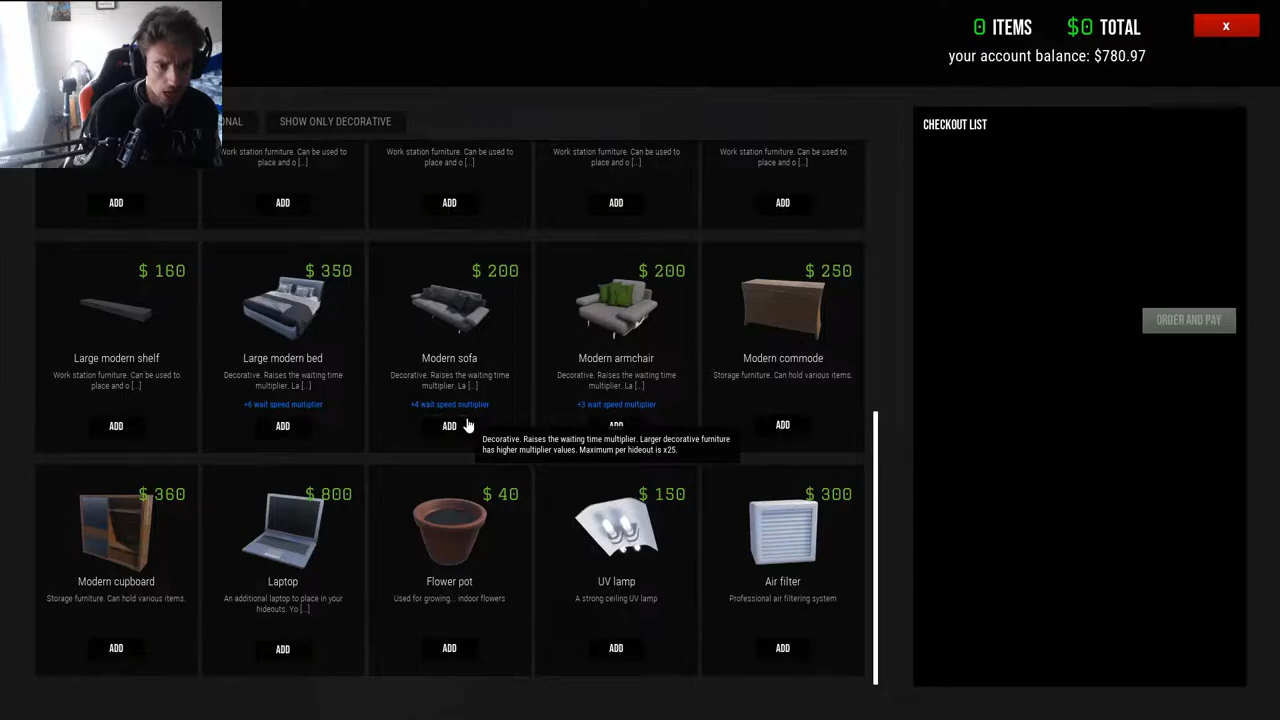 0 ITEMS $0 TOTAL
x
your account balance: $780.97
NAL
SHOW ONLY DECORATIVE
CHECKOUT LIST
Work station furniture. Can be used to
place and o [...]
Work station furniture. Can be used to
place and o [...]
Work station furniture. Can be used to
place and o [...]
Work station furniture. Can be used to
place and o [...]
ADD
ADD
ADD
ADD
ADD
$ 160
Large modern shelf
Work station furniture. Can be used to
place and o [...]
ADD
$ 350
Large modern bed
Decorative. Raises the waiting time
multiplier. La [...]
+6 wait speed multiplier
ADD
$ 200
Modern sofa
Decorative. Raises the waiting time
multiplier. La [...]
+4 wait speed multiplier
ADD
$ 200
Modern armchair
Decorative. Raises the waiting time
multiplier. La [...]
+3 wait speed multiplier
ADD
$ 250
Modern commode
Storage furniture. Can hold various items.
ADD
Decorative. Raises the waiting time multiplier. Larger decorative furniture
has higher multiplier values. Maximum per hideout is x25.
ORDER AND PAY
$ 360
Modern cupboard
Storage furniture. Can hold various items.
ADD
$ 800
Laptop
An additional laptop to place in your
hideouts. Yo [...]
ADD
$ 40
Flower pot
Used for growing... indoor flowers
ADD
$ 150
UV lamp
A strong ceiling UV lamp
ADD
$ 300
Air filter
Professional air filtering system
ADD